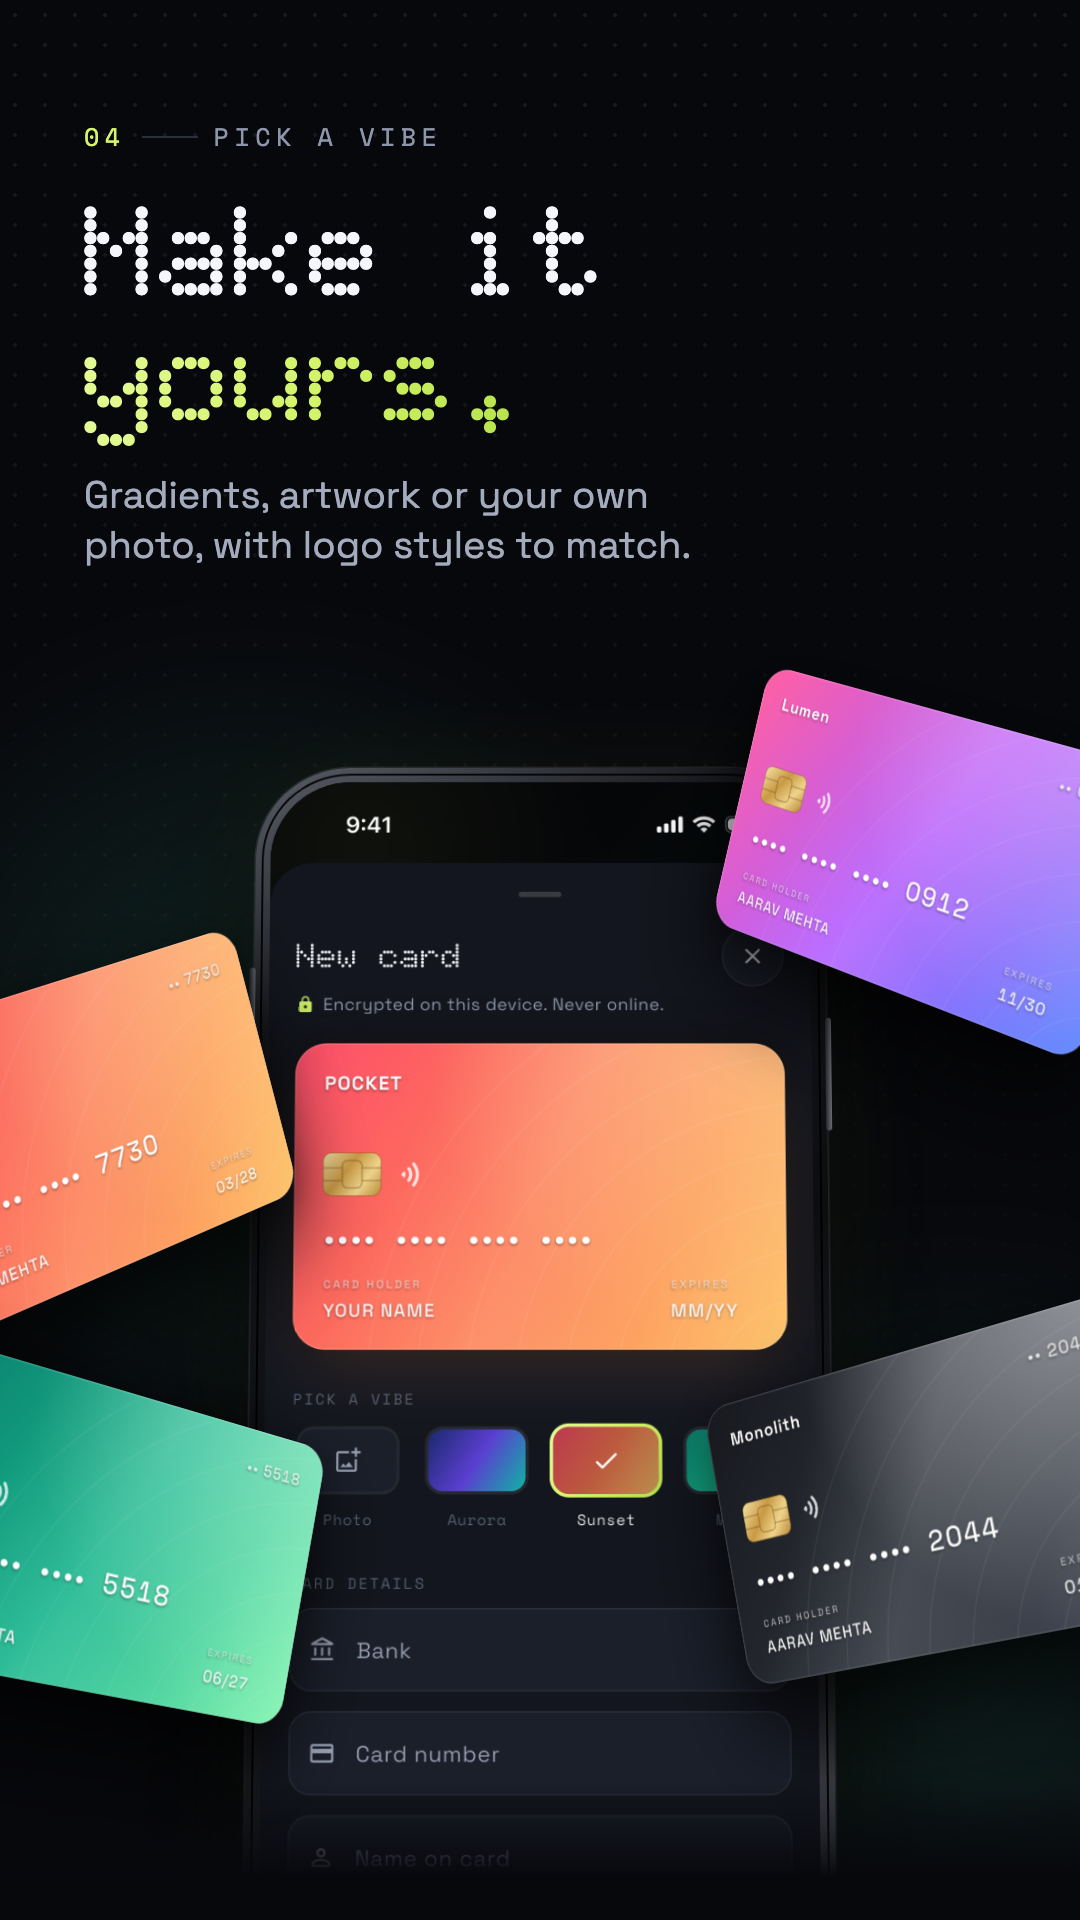 04 PICK A VIBE
Make it
yours.
Gradients, artwork or your own
photo, with logo styles to match.
Lumen
•••• •••• •••• 0912
CARD HOLDER
AARAV MEHTA
EXPIRES
11/30
9:41
New card
Encrypted on this device. Never online.
•• 7730
•••• 7730
EXPIRES
03/28
MEHTA
POCKET
•••• •••• •••• ••••
CARD HOLDER
YOUR NAME
EXPIRES
MM/YY
PICK A VIBE
Photo
Aurora
Sunset
•• 5518
•••• 5518
EXPIRES
06/27
Monolith
•• 204
•••• •••• •••• 2044
CARD HOLDER
AARAV MEHTA
CARD DETAILS
Bank
Card number
Name on card